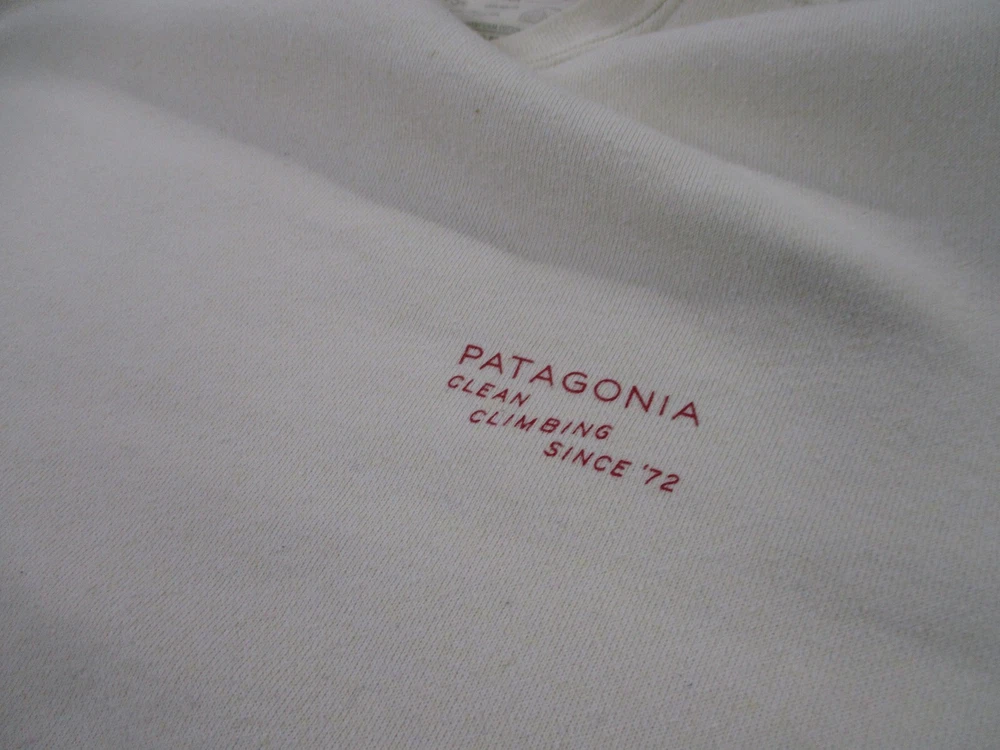 PATAGONIA
CLEAN
CLIMBING
SINCE '72